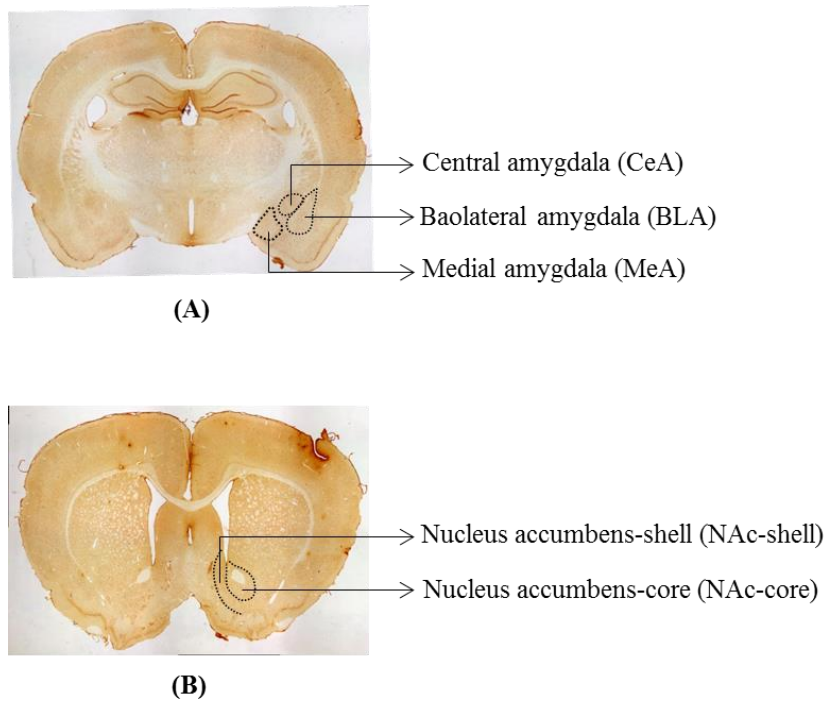 Central amygdala (CeA)
Baolateral amygdala (BLA)
Medial amygdala (MeA)
(A)
Nucleus accumbens-shell (NAc-shell)
Nucleus accumbens-core (NAc-core)
(B)